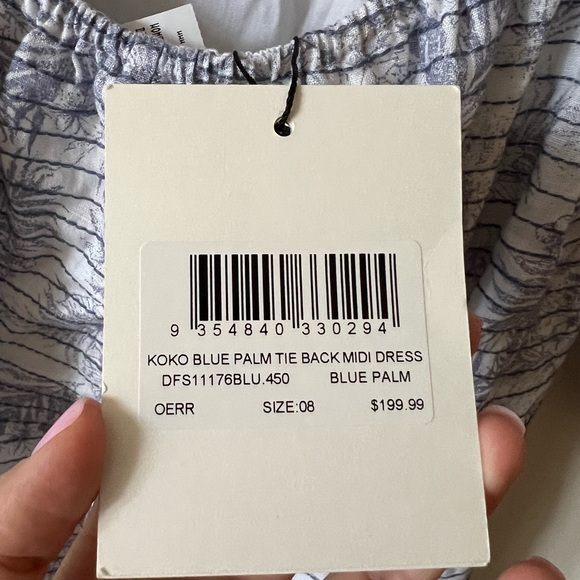 9 354840 330294
KOKO BLUE PALM TIE BACK MIDI DRESS
DFS11176BLU.450 BLUE PALM
OERR SIZE:08 $199.99